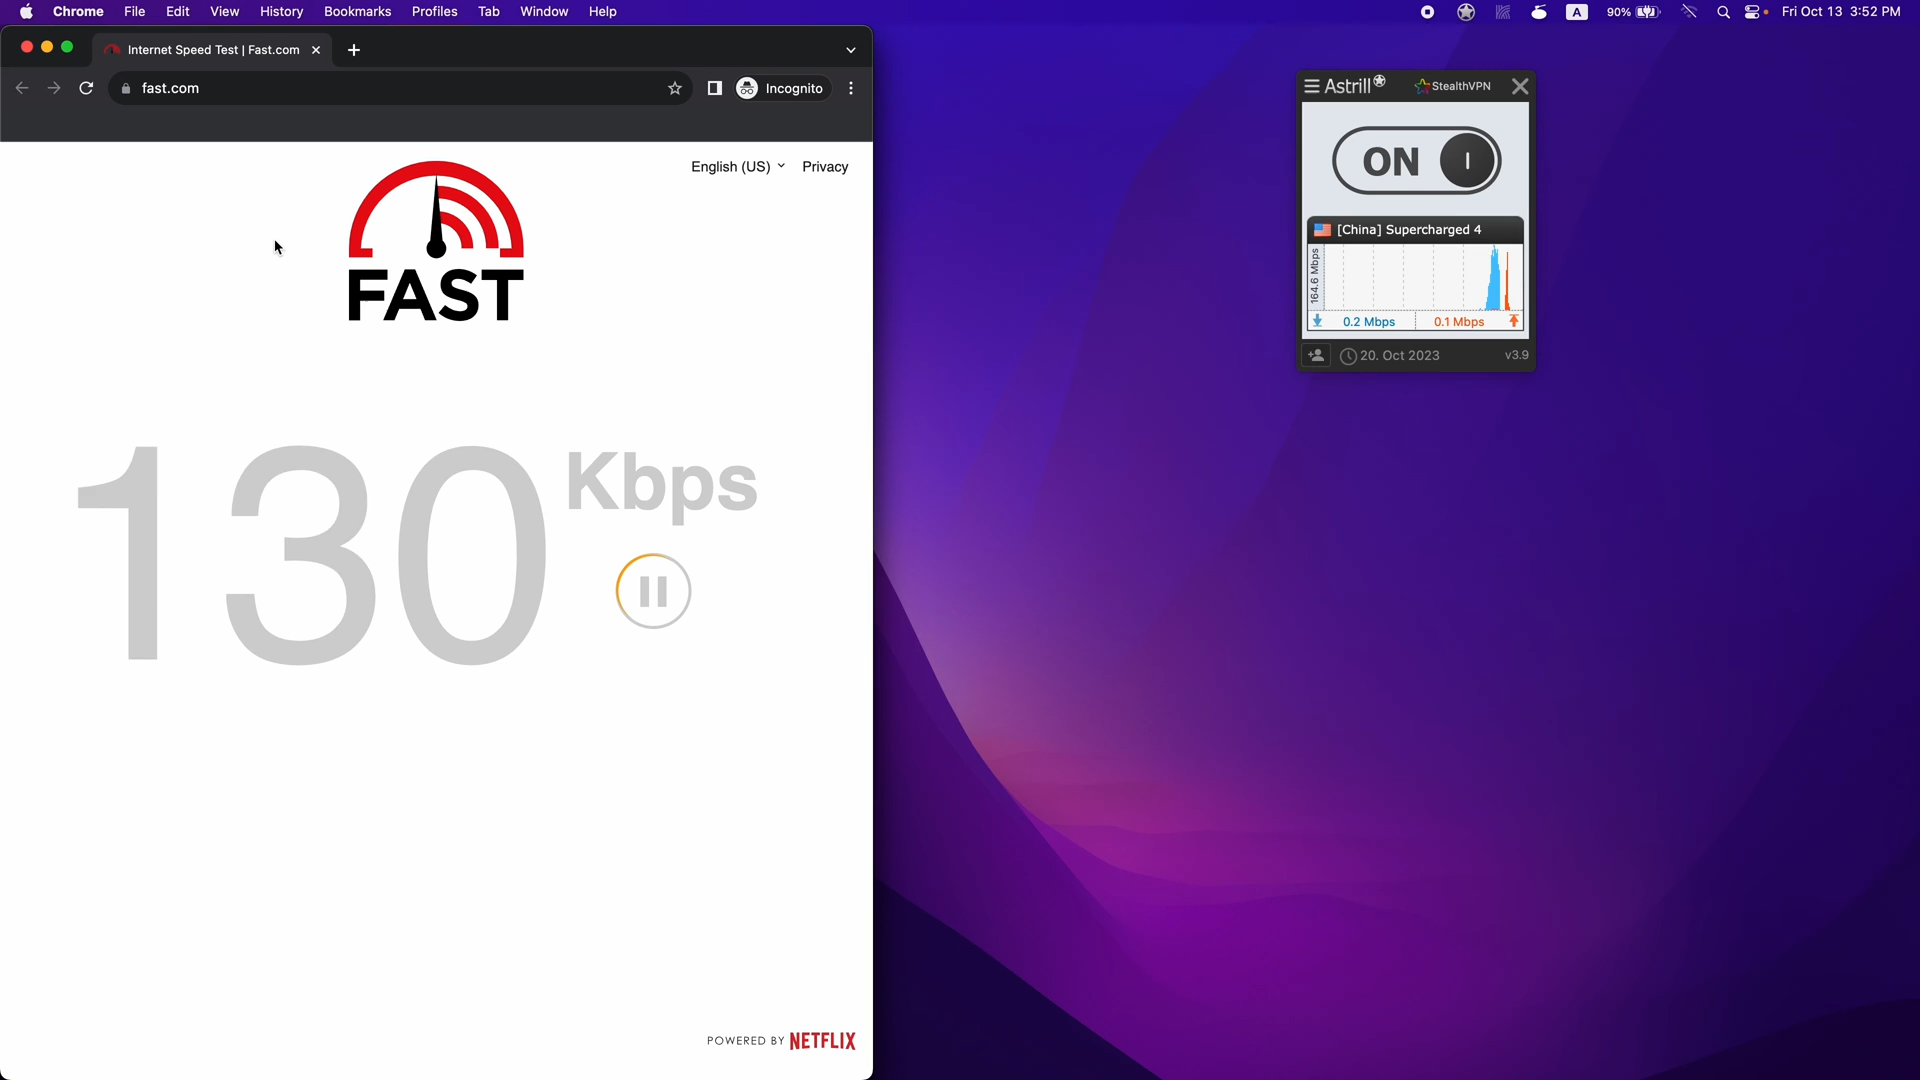 Chrome File Edit View History Bookmarks Profiles Tab Window Help
A 90% Fri Oct 13 3:52 PM
Internet Speed Test | Fast.com
fast.com
Incognito
English (US) Privacy
FAST
130 Kbps
POWERED BY NETFLIX
Astrill StealthVPN
ON
[China] Supercharged 4
164.6 Mbps
0.2 Mbps 0.1 Mbps
20. Oct 2023 v3.9